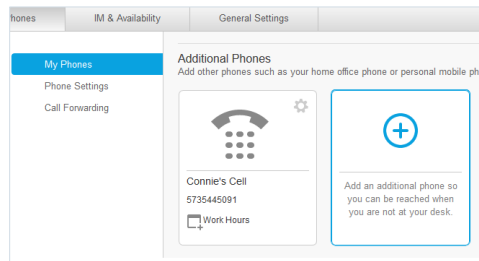 hones IM & Availability General Settings
My Phones
Phone Settings
Call Forwarding
Additional Phones
Add other phones such as your home office phone or personal mobile ph
Connie's Cell
5735445091
Work Hours
Add an additional phone so
you can be reached when
you are not at your desk.